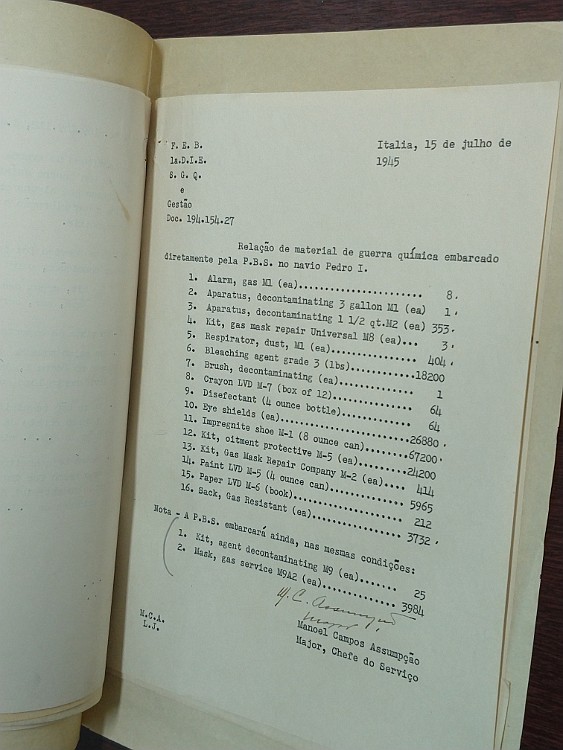 F. E. B.
Italia, 15 de julho de
1945
1a.D.I.E.
S. G. Q.
e
Gestão
Doc. 194.154.27
Relação de material de guerra química embarcado
diretamente pela P.B.S. no navio Pedro I.
1. Alarm, gas M1 (ea)....................... 8.
2. Aparatus, decontaminating 3 gallon M1 (ea) 1.
3. Aparatus, decontaminating 1 1/2 qt.M2 (ea) 353.
4. Kit, gas mask repair Universal M8 (ea)... 3.
5. Respirator, dust, M1 (ea)................ 404.
6. Bleaching agent grade 3 (lbs)............18200
7. Brush, decontaminating (ea).............. 1
8. Crayon LVD M-7 (box of 12)............... 64
9. Disefectant (4 ounce bottle)............. 64
10. Eye shields (ea)........................26880.
11. Impregnite shoe M-1 (8 ounce can).......67200.
12. Kit, oitment protective M-5 (ea)........24200
13. Kit, Gas Mask Repair Company M-2 (ea).... 414
14. Paint LVD M-5 (4 ounce can).............. 5965
15. Paper LVD M-6 (book)..................... 212
16. Sack, Gas Resistant (ea)................. 3732.
Nota - A P.B.S. embarcará ainda, nas mesmas condições:
1. Kit, agent decontaminating M9 (ea)....... 25
2. Mask, gas service M9A2 (ea).............. 3984
M. C. Assumpção
Major
Manoel Campos Assumpção
Major, Chefe do Serviço
M.C.A.
L.J.